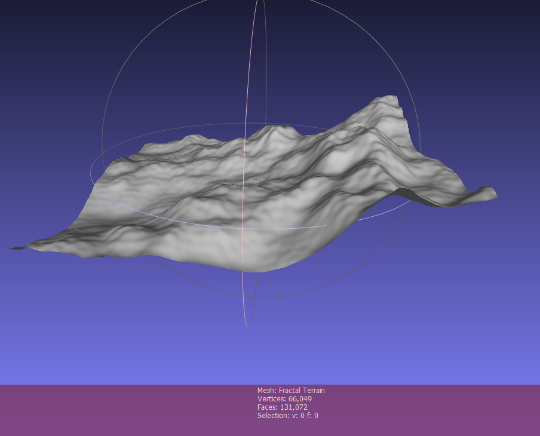 Mesh: Fractal Terrain
Vertices: 66,049
Faces: 131,072
Selection: v: 0 f: 0